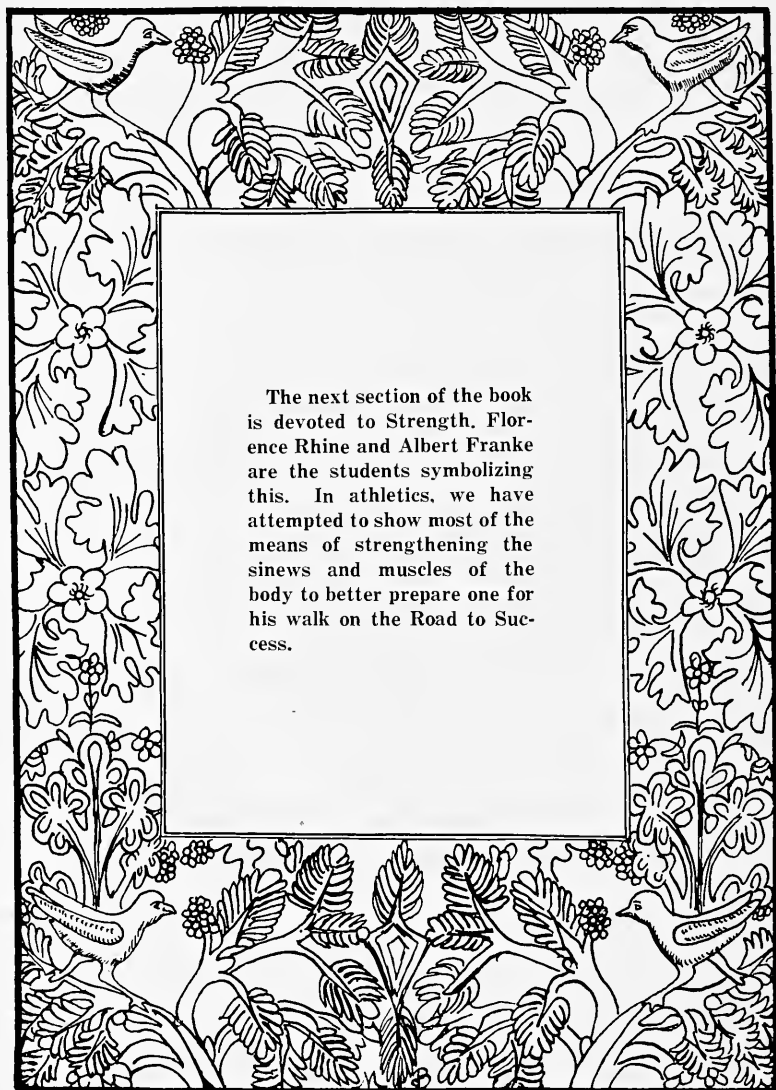 The next section of the book
is devoted to Strength. Flor-
ence Rhine and Albert Franke
are the students symbolizing
this. In athletics, we have
attempted to show most of the
means of strengthening the
sinews and muscles of the
body to better prepare one for
his walk on the Road to Suc-
cess.